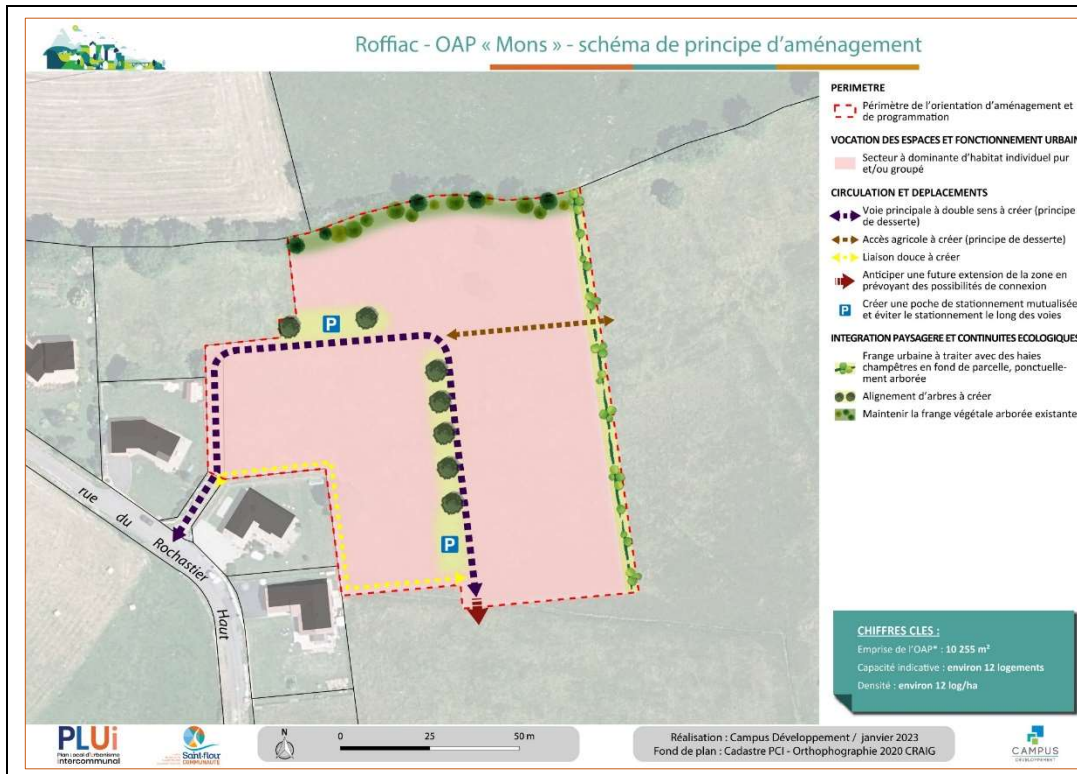 Roffiac - OAP « Mons » - schéma de principe d'aménagement
PERIMETRE
Périmètre de l'orientation d'aménagement et
de programmation
VOCATION DES ESPACES ET FONCTIONNEMENT URBAIN
Secteur à dominante d'habitat individuel pur
et/ou groupé
CIRCULATION ET DEPLACEMENTS
Voie principale à double sens à créer (principe
de desserte)
Accès agricole à créer (principe de desserte)
Liaison douce à créer
Anticiper une future extension de la zone en
prévoyant des possibilités de connexion
P
Créer une poche de stationnement mutualisée
et éviter le stationnement le long des voies
INTEGRATION PAYSAGERE ET CONTINUITES ECOLOGIQUES
Frange urbaine à traiter avec des haies
champêtres en fond de parcelle, ponctuelle-
ment arborée
Alignement d'arbres à créer
Maintenir la frange végétale arborée existante
P
P
rue du Rochastier Haut
CHIFFRES CLES :
Emprise de l'OAP* : 10 255 m²
Capacité indicative : environ 12 logements
Densité : environ 12 log/ha
PLUi
Plan local d'urbanisme
intercommunal
Saint-flour
COMMUNAUTÉ
N
0 25 50 m
Réalisation : Campus Développement / janvier 2023
Fond de plan : Cadastre PCI - Orthophographie 2020 CRAIG
CAMPUS
DÉVELOPPEMENT